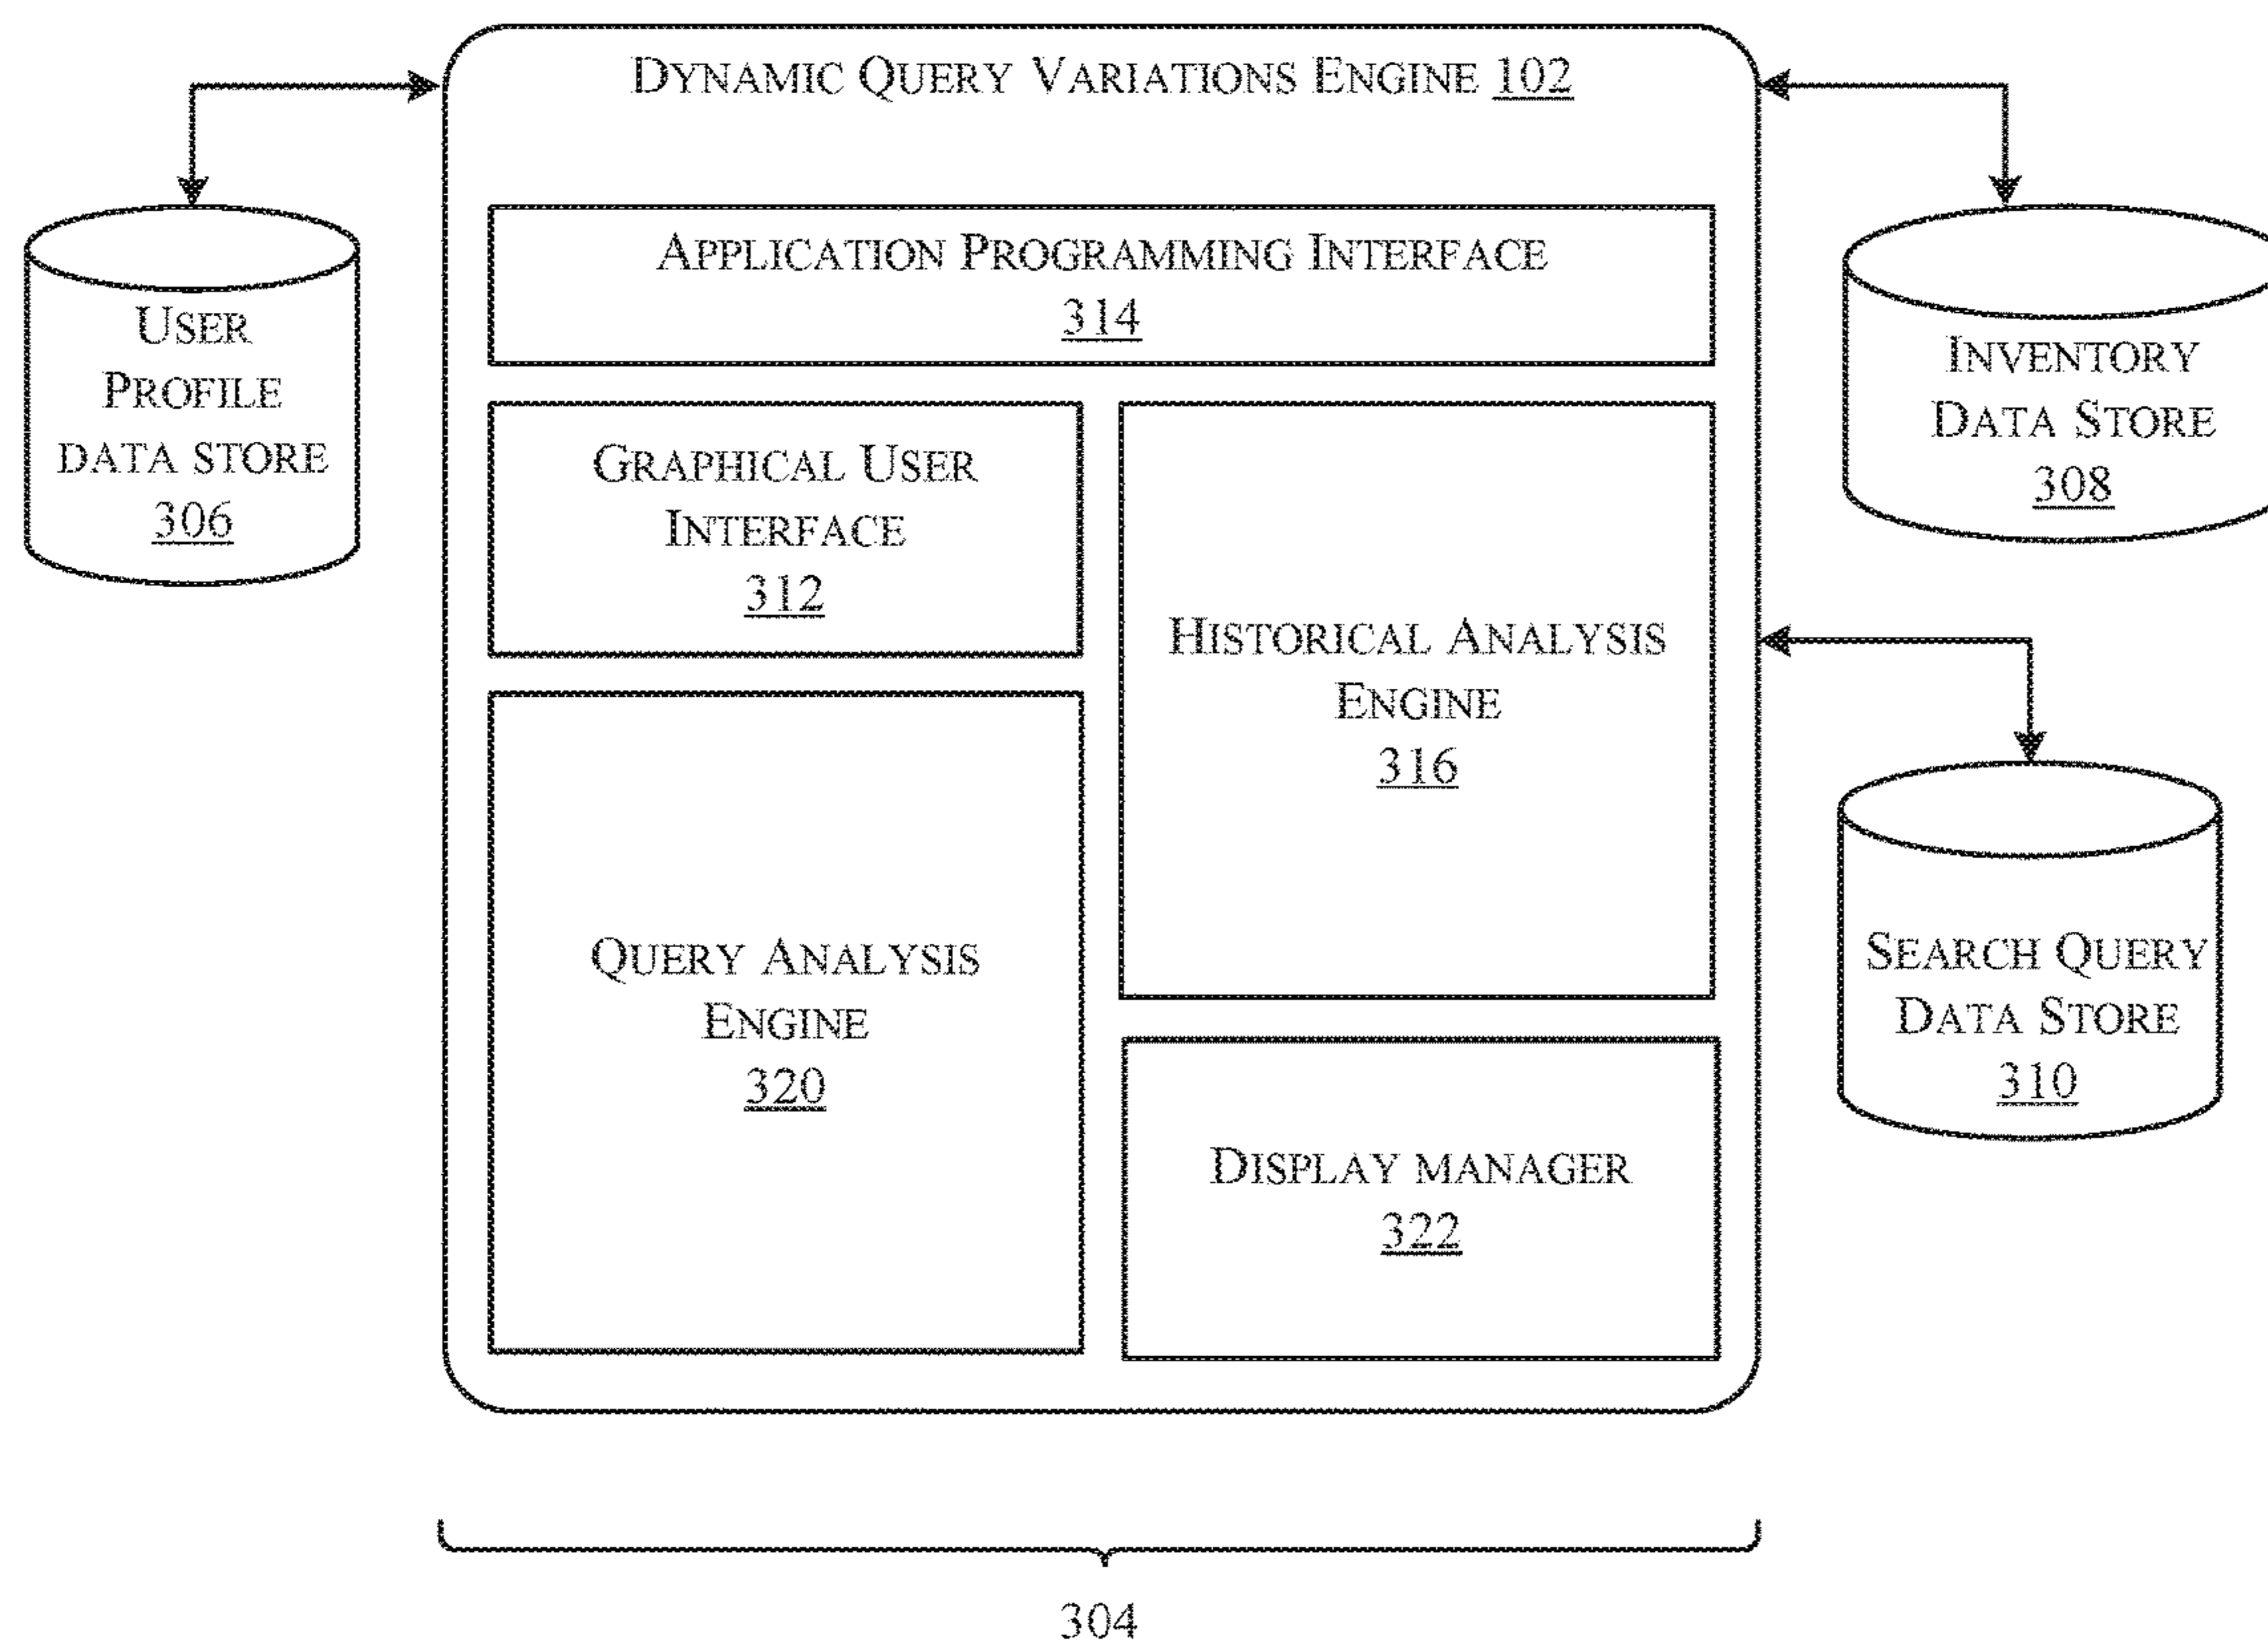 DYNAMIC QUERY VARIATIONS ENGINE 102
APPLICATION PROGRAMMING INTERFACE
314
USER
PROFILE
DATA STORE
306
GRAPHICAL USER
INTERFACE
312
HISTORICAL ANALYSIS
ENGINE
316
INVENTORY
DATA STORE
308
QUERY ANALYSIS
ENGINE
320
DISPLAY MANAGER
322
SEARCH QUERY
DATA STORE
310
304